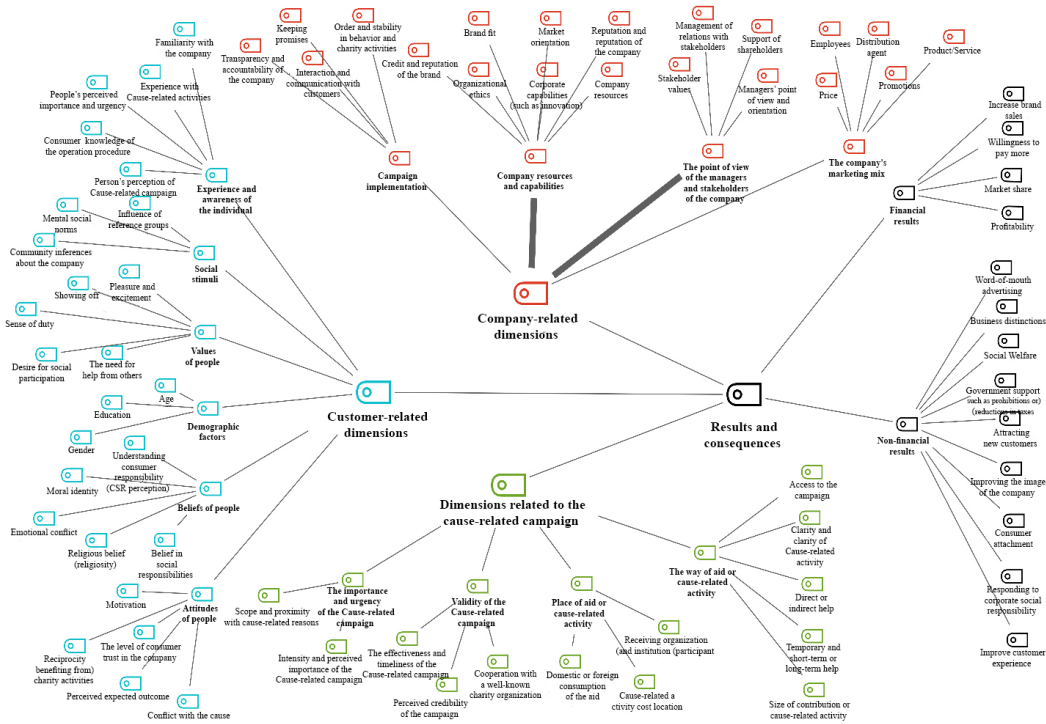 Familiarity with
the company
Experience with
Cause-related activities
People's perceived
importance and urgency
Consumer knowledge of
the operation procedure
Person's perception of
Cause-related campaign
Experience and
awareness of
the individual
Mental social
norms
Influence of
reference groups
Community inferences
about the company
Social
stimuli
Pleasure and
excitement
Showing off
Sense of duty
Desire for social
participation
The need for
help from others
Values
of people
Age
Education
Gender
Demographic
factors
Understanding
consumer
responsibility
(CSR perception)
Moral identity
Emotional conflict
Religious belief
(religiosity)
Belief in
social
responsibilities
Beliefs of people
Motivation
Attitudes
of people
Reciprocity
benefiting from)
charity activities
The level of consumer
trust in the company
Perceived expected outcome
Conflict with the cause
Customer-related
dimensions
Keeping
promises
Order and stability
in behavior and
charity activities
Transparency and
accountability of
the company
Interaction and
communication with
customers
Credit and reputation
of the brand
Campaign
implementation
Brand fit
Market
orientation
Reputation and
reputation of
the company
Organizational
ethics
Corporate
capabilities
(such as innovation)
Company
resources
Company resources
and capabilities
Management of
relations with
stakeholders
Support of
shareholders
Stakeholder
values
Managers' point
of view and
orientation
The point of view
of the managers
and stakeholders
of the company
Employees
Distribution
agent
Product/Service
Price
Promotions
The company's
marketing mix
Company-related
dimensions
Increase brand
sales
Willingness to
pay more
Market share
Profitability
Financial
results
Word-of-mouth
advertising
Business distinctions
Social Welfare
Government support
such as prohibitions or)
(reductions in taxes
Attracting
new customers
Non-financial
results
Improving the image
of the company
Consumer
attachment
Responding to
corporate social
responsibility
Improve customer
experience
Results and
consequences
Dimensions related to the
cause-related campaign
Scope and proximity
with cause-related reasons
The importance
and urgency
of the Cause-related
campaign
Intensity and perceived
importance of the
Cause-related campaign
Validity of the
Cause-related
campaign
The effectiveness and
timeliness of the
Cause-related campaign
Perceived credibility
of the campaign
Cooperation with
a well-known
charity organization
Place of aid or
cause-related
activity
Receiving organization
(and institution (participant
Domestic or foreign
consumption
of the aid
Cause-related a
ctivity cost location
The way of aid or
cause-related
activity
Access to the
campaign
Clarity and
clarity of
Cause-related
activity
Direct or
indirect help
Temporary and
short-term or
long-term help
Size of contribution or
cause-related activity